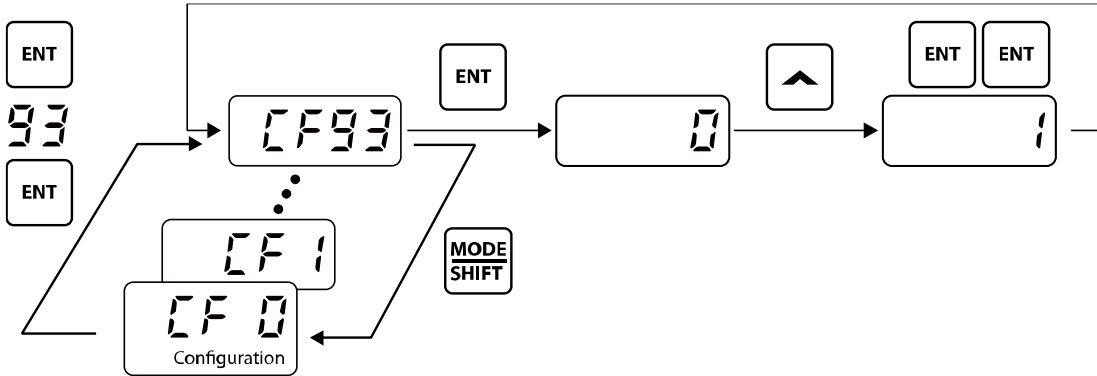 ENT
93
ENT
CF93
CF 1
CF 0
Configuration
ENT
MODE
SHIFT
0
ENT ENT
1